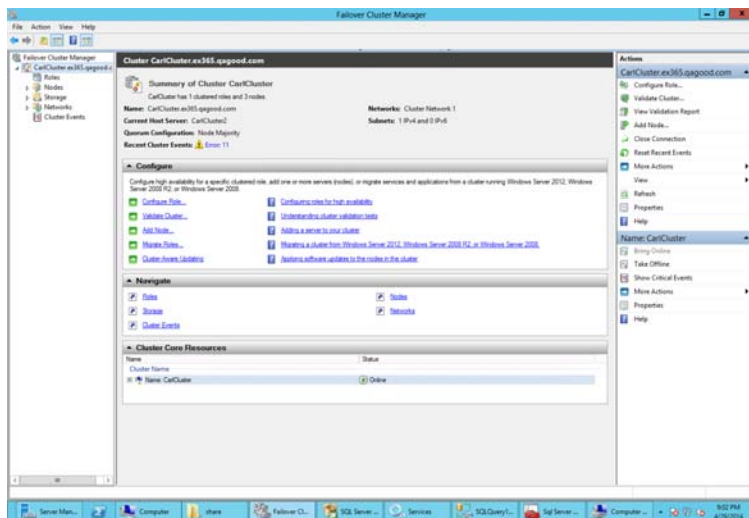 Failover Cluster Manager
File Action View Help
Failover Cluster Manager
CarlCluster.ex365.qagood.c
Roles
Nodes
Storage
Networks
Cluster Events
Cluster CarlCluster.ex365.qagood.com
Summary of Cluster CarlCluster
CarlCluster has 1 clustered roles and 3 nodes.
Name: CarlCluster.ex365.qagood.com
Networks: Cluster Network 1
Current Host Server: CarlCluster2
Subnets: 1 IPv4 and 0 IPv6
Quorum Configuration: Node Majority
Recent Cluster Events: Error: 11
Configure
Configure high availability for a specific clustered role, add one or more servers (nodes), or migrate services and applications from a cluster running Windows Server 2012, Windows
Server 2008 R2, or Windows Server 2008.
Configure Role...
Configuring roles for high availability
Validate Cluster...
Understanding cluster validation tests
Add Node...
Adding a server to your cluster
Migrate Roles...
Migrating a cluster from Windows Server 2012, Windows Server 2008 R2, or Windows Server 2008.
Cluster-Aware Updating
Applying software updates to the nodes in the cluster
Navigate
Roles
Nodes
Storage
Networks
Cluster Events
Cluster Core Resources
Name
Status
Cluster Name
Name: CarlCluster
Online
Actions
CarlCluster.ex365.qagood.com
Configure Role...
Validate Cluster...
View Validation Report
Add Node...
Close Connection
Reset Recent Events
More Actions
View
Refresh
Properties
Help
Name: CarlCluster
Bring Online
Take Offline
Show Critical Events
More Actions
Properties
Help
Server Man...
Computer
share
Failover Cl...
SQL Server ...
Services
SQLQuery1...
Sql Server ...
Computer ...
9:02 PM
4/29/2014